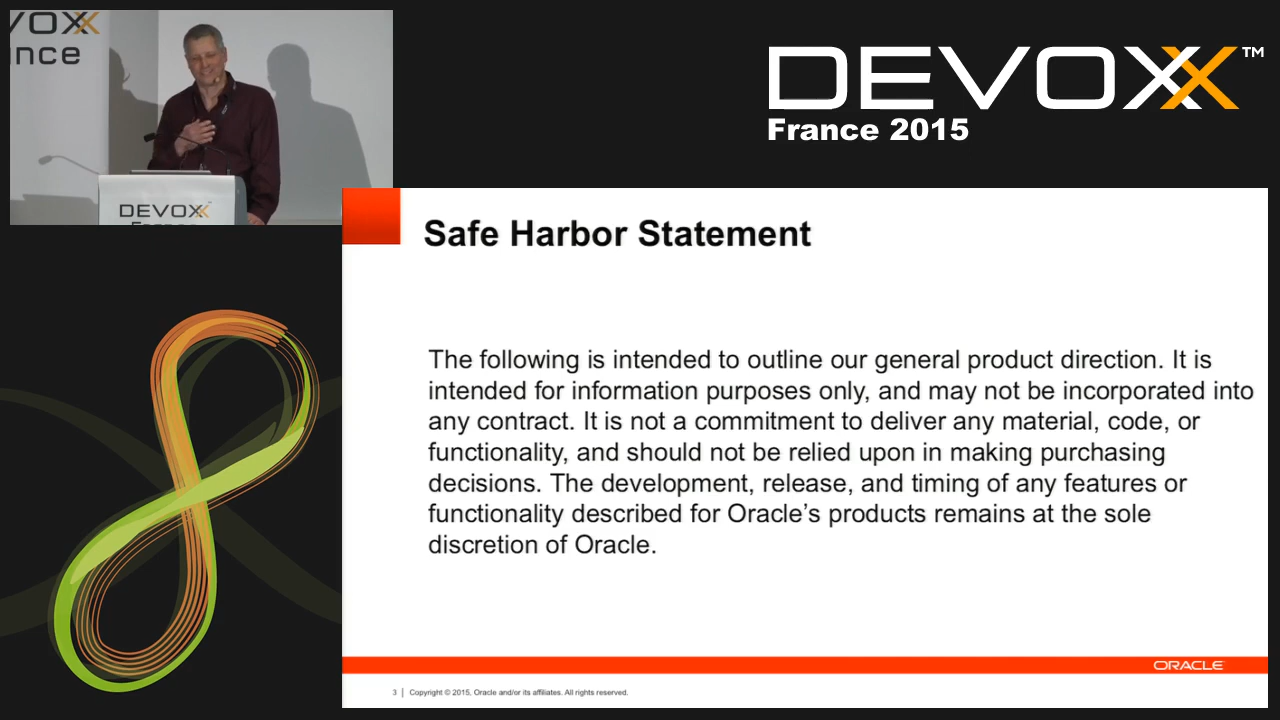 VOXX
nce
DEVOXX
France
DEVOXX™
France 2015
Safe Harbor Statement
The following is intended to outline our general product direction. It is
intended for information purposes only, and may not be incorporated into
any contract. It is not a commitment to deliver any material, code, or
functionality, and should not be relied upon in making purchasing
decisions. The development, release, and timing of any features or
functionality described for Oracle’s products remains at the sole
discretion of Oracle.
ORACLE
3 | Copyright © 2015, Oracle and/or its affiliates. All rights reserved.